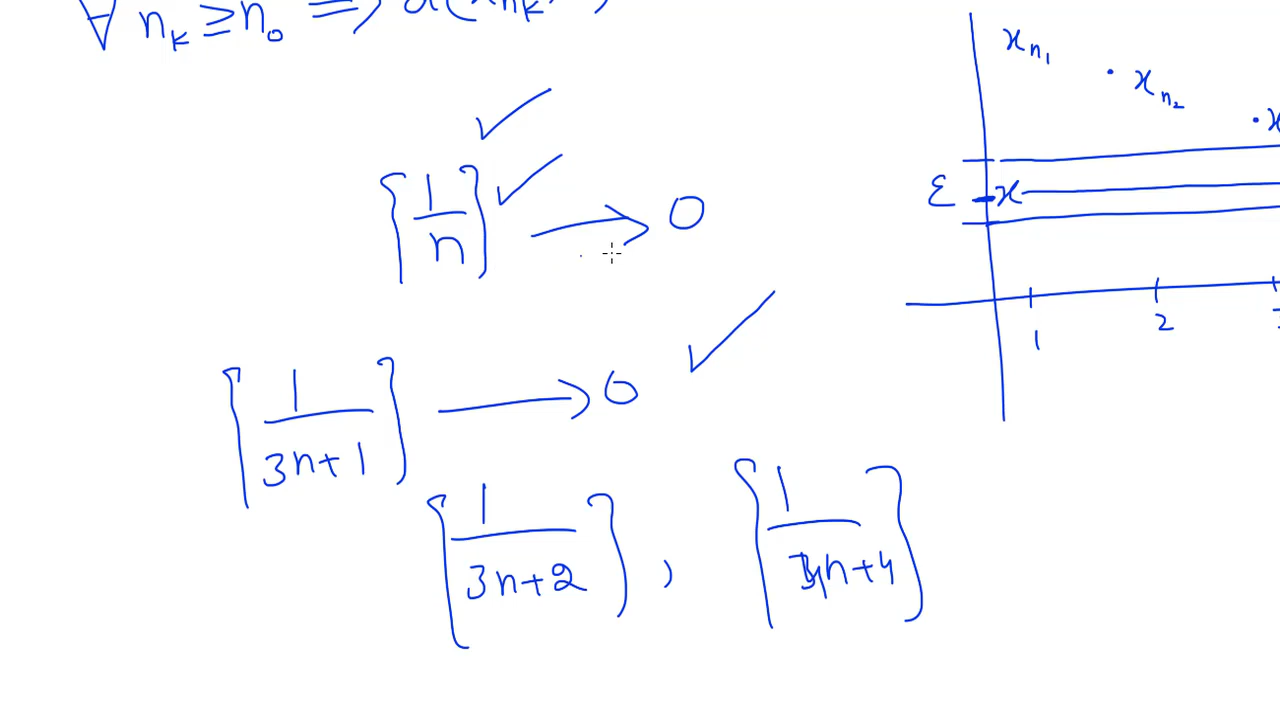 ∀ n_k ≥ n_0 ⟹
x_{n_1}
· x_{n_2}
· x
{1/n} ⟶ 0
ε x
1 2
{1/(3n+1)} ⟶ 0
{1/(3n+2)} , {1/( n+4)}